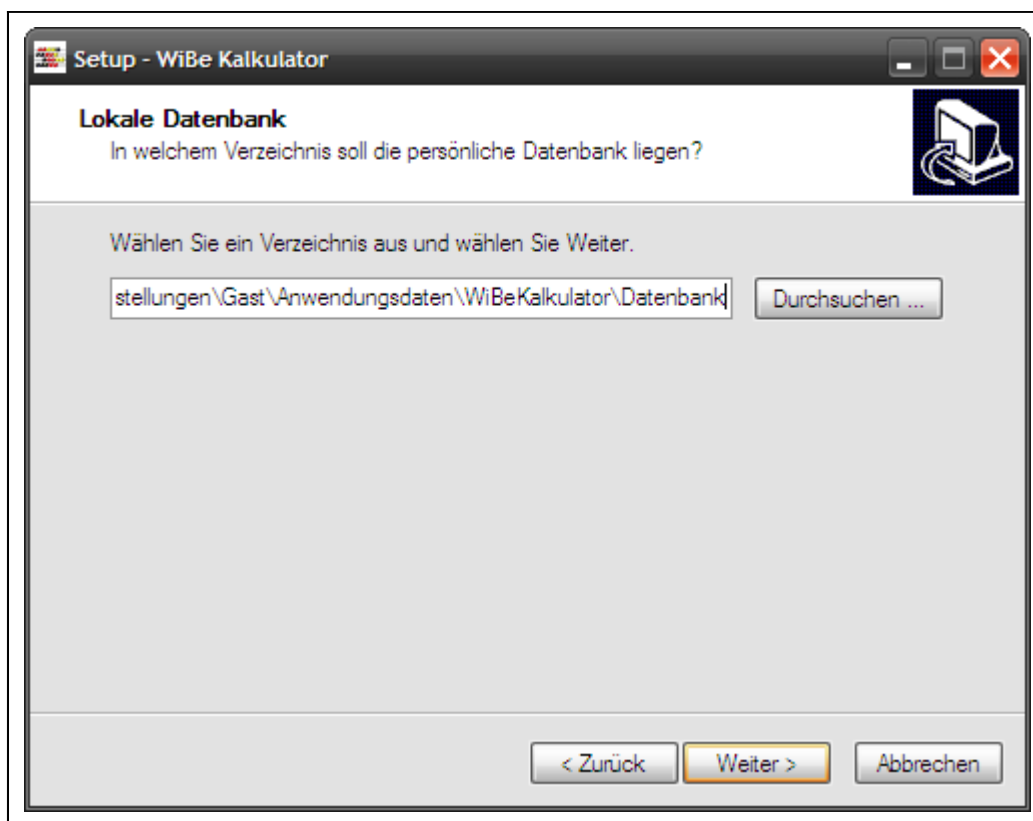 Setup - WiBe Kalkulator
Lokale Datenbank
In welchem Verzeichnis soll die persönliche Datenbank liegen?
Wählen Sie ein Verzeichnis aus und wählen Sie Weiter.
stellungen\Gast\Anwendungsdaten\WiBeKalkulator\Datenbank
Durchsuchen ...
< Zurück
Weiter >
Abbrechen